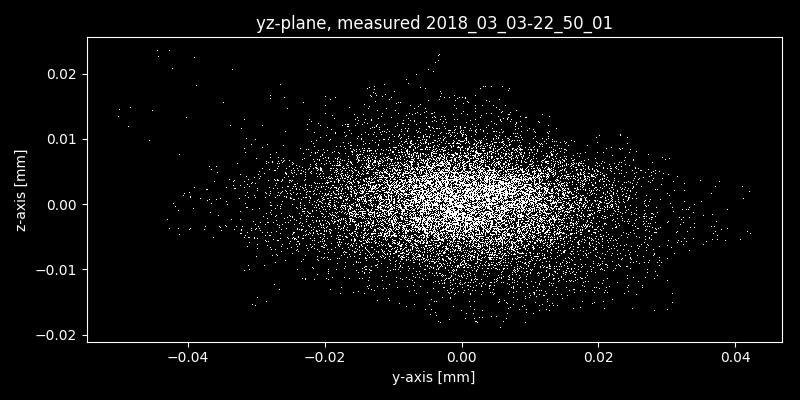 yz-plane, measured 2018_03_03-22_50_01
0.02
0.01
0.00
−0.01
−0.02
z-axis [mm]
−0.04 −0.02 0.00 0.02 0.04
y-axis [mm]